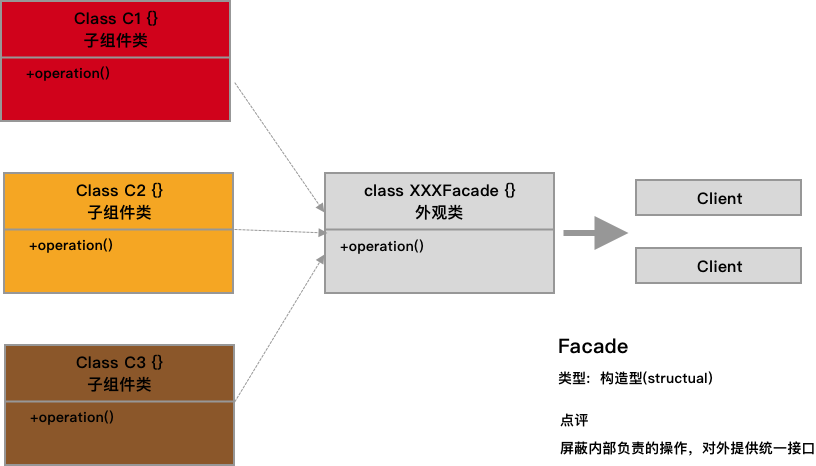 Class C1 {}
子组件类
+operation()
Class C2 {}
子组件类
+operation()
class XXXFacade {}
外观类
+operation()
Client
Client
Class C3 {}
子组件类
+operation()
Facade
类型：构造型(structual)
点评
屏蔽内部负责的操作，对外提供统一接口